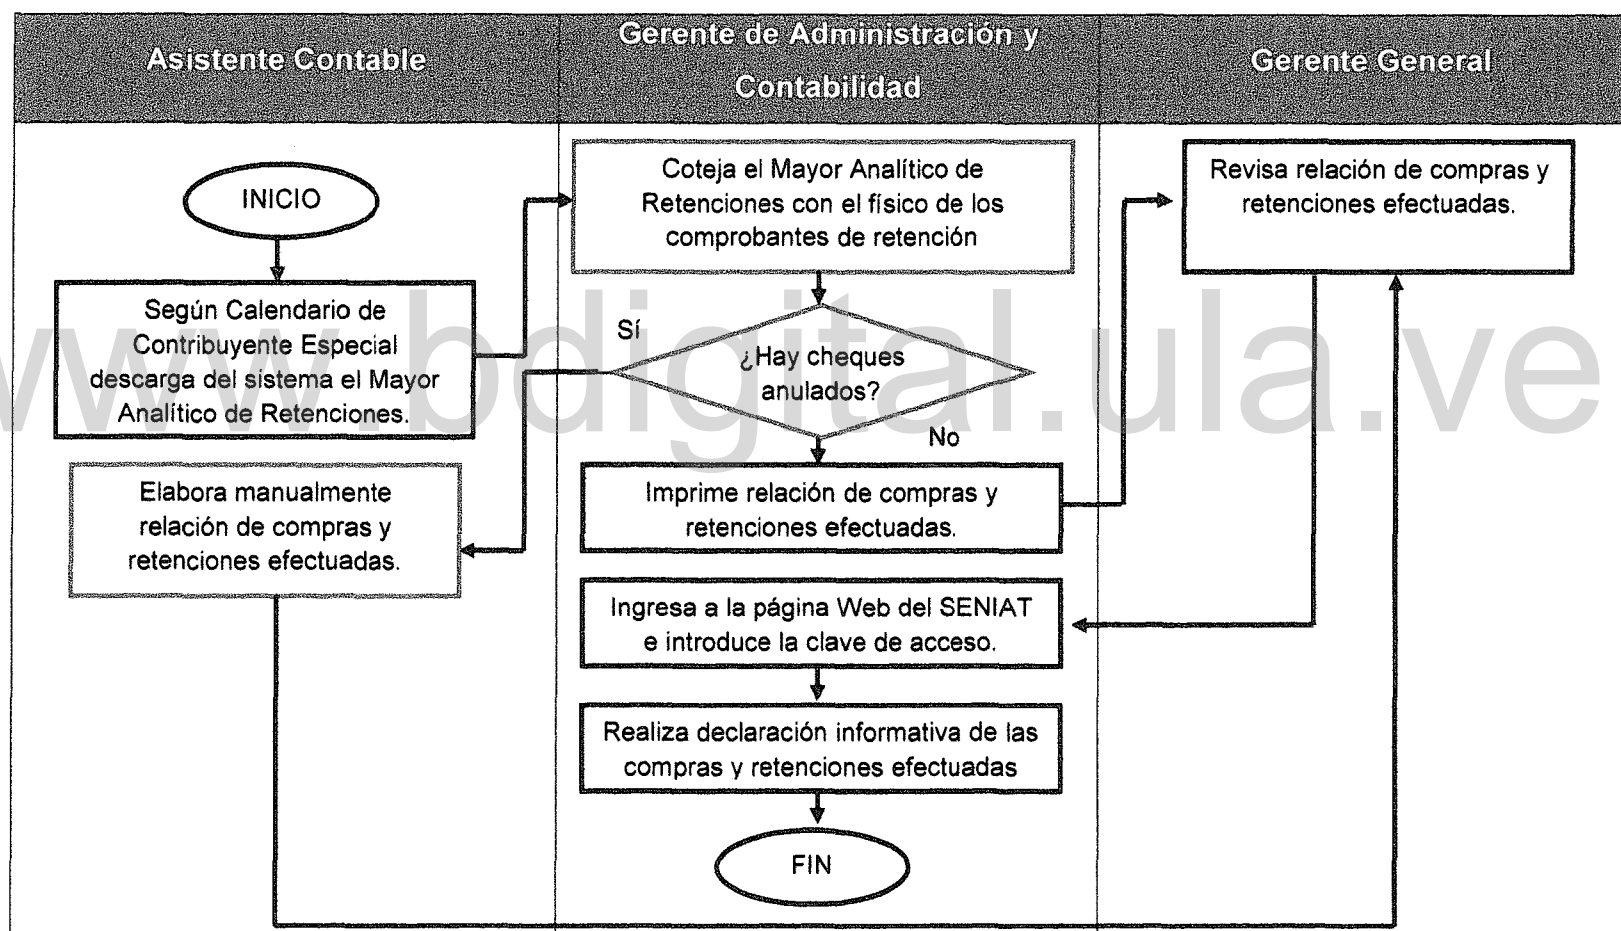 Asistente Contable
Gerente de Administración y
Contabilidad
Gerente General
INICIO
Según Calendario de
Contribuyente Especial
descarga del sistema el Mayor
Analítico de Retenciones.
Elabora manualmente
relación de compras y
retenciones efectuadas.
Coteja el Mayor Analítico de
Retenciones con el físico de los
comprobantes de retención
Sí
¿Hay cheques
anulados?
No
Imprime relación de compras y
retenciones efectuadas.
Ingresa a la página Web del SENIAT
e introduce la clave de acceso.
Realiza declaración informativa de las
compras y retenciones efectuadas
FIN
Revisa relación de compras y
retenciones efectuadas.
www.bdigital.ula.ve